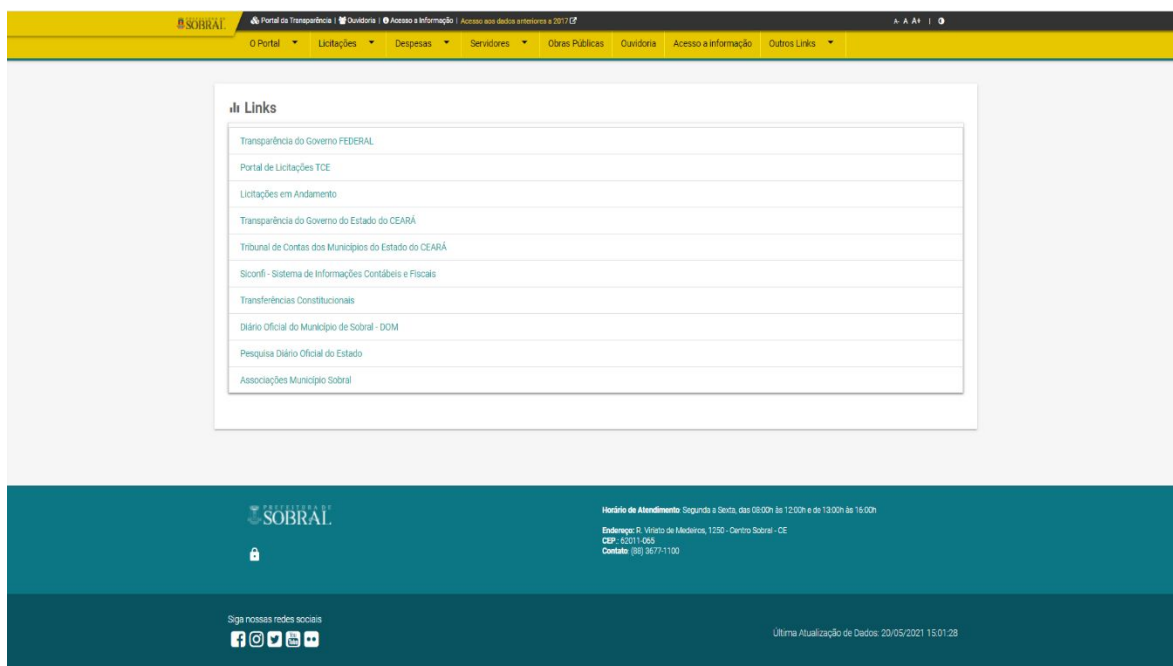 PREFEITURA DE
SOBRAL
Portal da Transparência | Ouvidoria | Acesso a Informação | Acesso aos dados anteriores a 2017
A- A A+ |
O Portal Licitações Despesas Servidores Obras Públicas Ouvidoria Acesso a informação Outros Links
Links
Transparência do Governo FEDERAL
Portal de Licitações TCE
Licitações em Andamento
Transparência do Governo do Estado do CEARÁ
Tribunal de Contas dos Municípios do Estado do CEARÁ
Siconfi - Sistema de Informações Contábeis e Fiscais
Transferências Constitucionais
Diário Oficial do Município de Sobral - DOM
Pesquisa Diário Oficial do Estado
Associações Município Sobral
PREFEITURA DE
SOBRAL
Horário de Atendimento: Segunda a Sexta, das 08:00h às 12:00h e de 13:00h às 16:00h
Endereço: R. Viriato de Medeiros, 1250 - Centro Sobral - CE
CEP.: 62011-065
Contato: (88) 3677-1100
Siga nossas redes sociais
Última Atualização de Dados: 20/05/2021 15:01:28